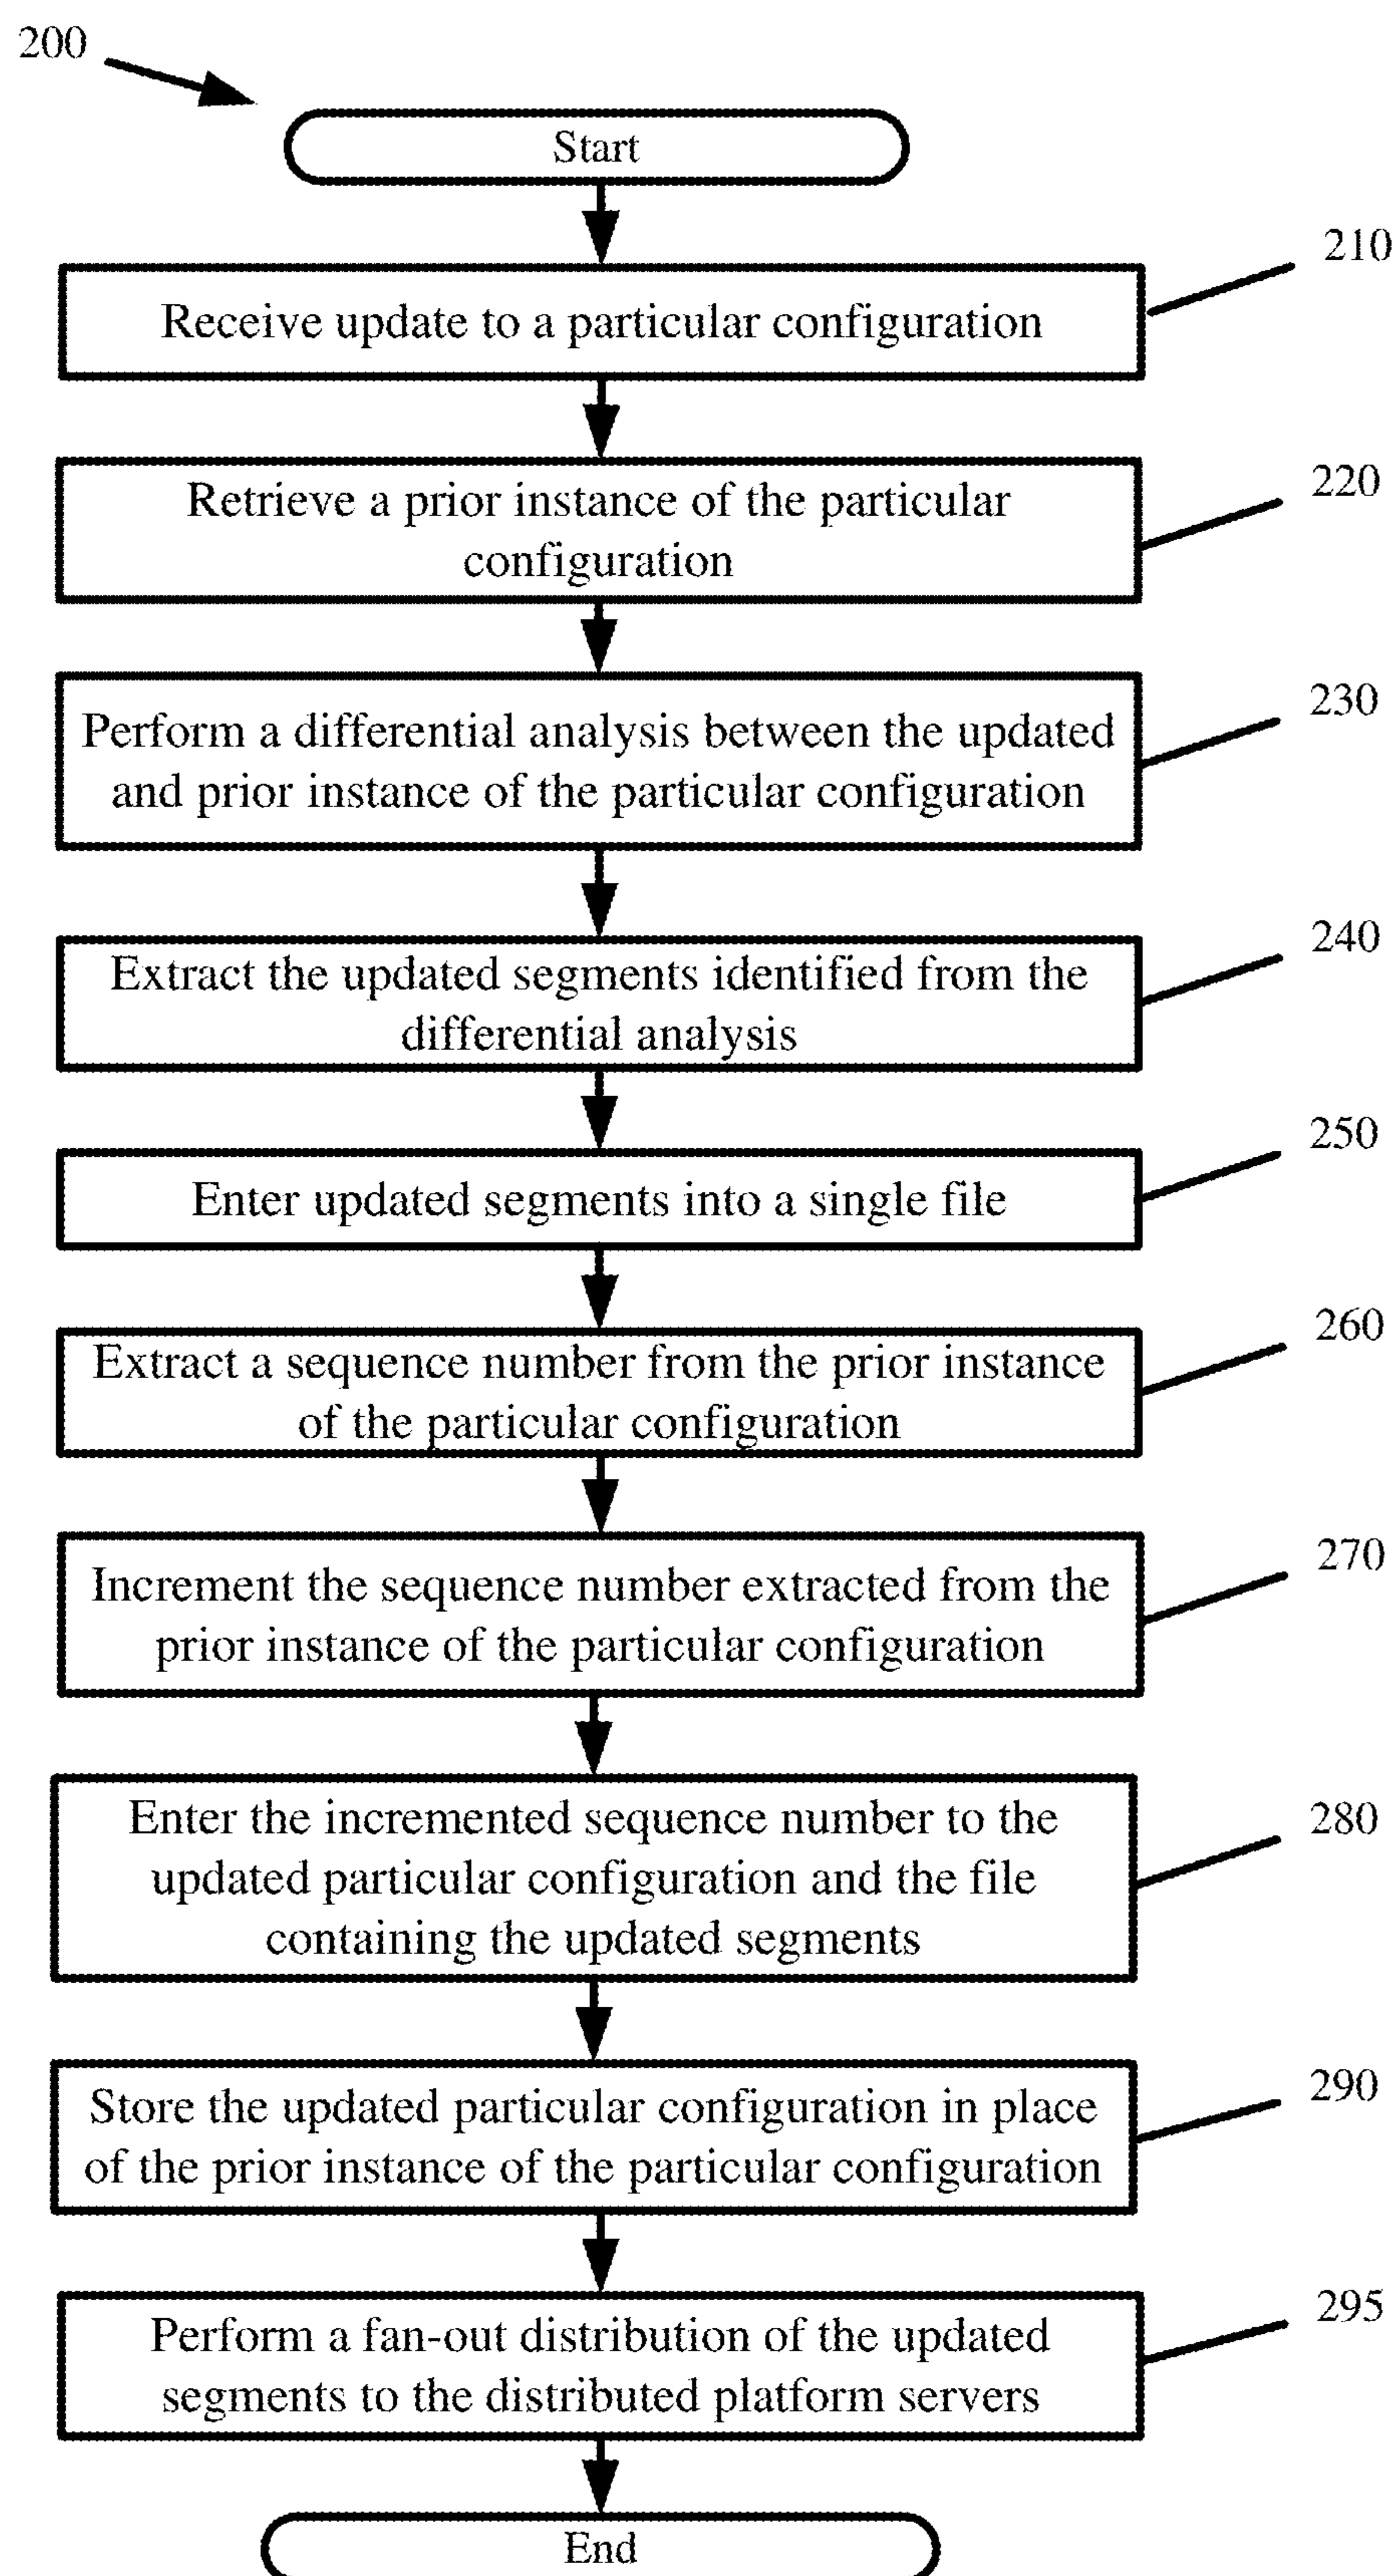 200
Start
210
Receive update to a particular configuration
220
Retrieve a prior instance of the particular
configuration
230
Perform a differential analysis between the updated
and prior instance of the particular configuration
240
Extract the updated segments identified from the
differential analysis
250
Enter updated segments into a single file
260
Extract a sequence number from the prior instance
of the particular configuration
270
Increment the sequence number extracted from the
prior instance of the particular configuration
280
Enter the incremented sequence number to the
updated particular configuration and the file
containing the updated segments
290
Store the updated particular configuration in place
of the prior instance of the particular configuration
295
Perform a fan-out distribution of the updated
segments to the distributed platform servers
End